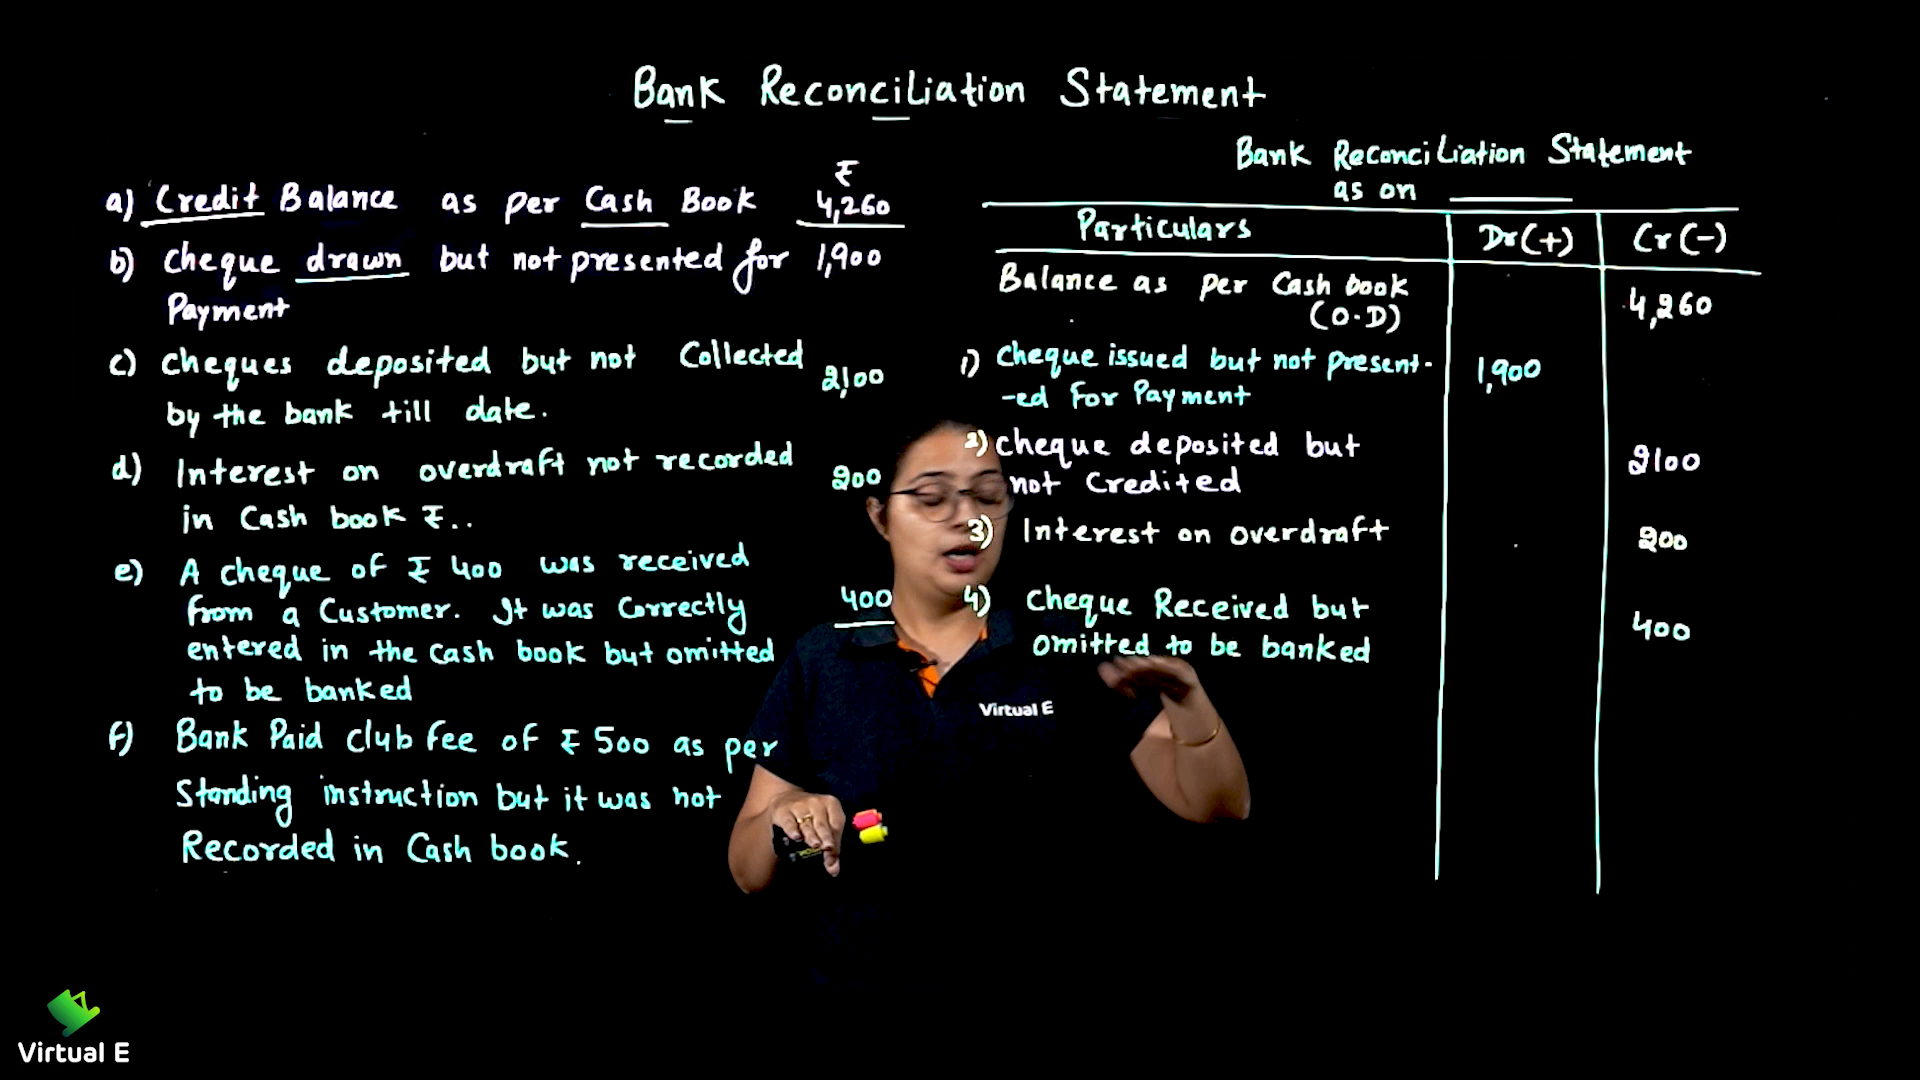 Bank Reconciliation Statement
₹
a) Credit Balance as per Cash Book 4,260
b) Cheque drawn but not presented for 1,900
Payment
c) Cheques deposited but not Collected
2,100
by the bank till date.
d) Interest on overdraft not recorded
200
in Cash book ₹..
e) A cheque of ₹ 400 was received
from a Customer. It was Correctly 400
entered in the cash book but omitted
to be banked
f) Bank Paid club fee of ₹ 500 as per
Standing instruction but it was not
Recorded in Cash book.
Bank Reconciliation Statement
as on
Particulars Dr(+) Cr(-)
Balance as per Cash book
(O.D) 4,260
1) Cheque issued but not present- 1,900
-ed For Payment
2) Cheque deposited but
not Credited 2100
3) Interest on overdraft 200
4) Cheque Received but
omitted to be banked 400
Virtual E
Virtual E